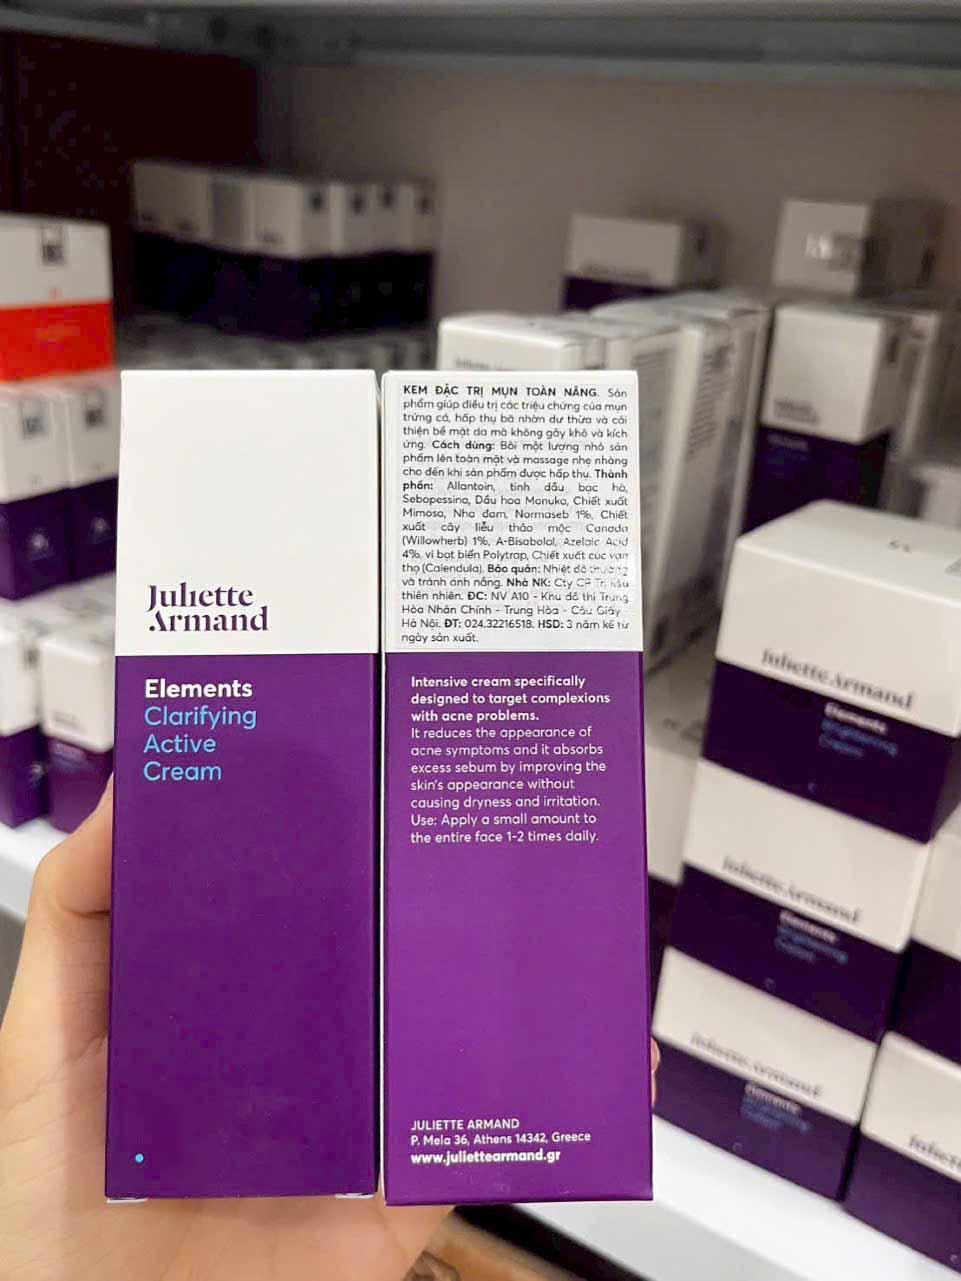 Juliette
Armand
Elements
Clarifying
Active
Cream
KEM ĐẶC TRỊ MỤN TOÀN NĂNG. Sản
phẩm giúp điều trị các triệu chứng của mụn
trứng cá, hấp thụ bã nhờn dư thừa và cải
thiện bề mặt da mà không gây khô và kích
ứng. Cách dùng: Bôi một lượng nhỏ sản
phẩm lên toàn mặt và massage nhẹ nhàng
cho đến khi sản phẩm được hấp thu. Thành
phần: Allantoin, tinh dầu bạc hà,
Sebopessina, Dầu hoa Manuka, Chiết xuất
Mimosa, Nha đam, Normaseb 1%, Chiết
xuất cây liễu thảo mộc Canada
(Willowherb) 1%, A-Bisabolol, Azelaic Acid
4%, vi bọt biển Polytrap, Chiết xuất cúc vạn
thọ (Calendula). Bảo quản: Nhiệt độ thường
và tránh ánh nắng. Nhà NK: Cty CP
thiên nhiên. ĐC: NV A10 - Khu đô thị Trung
Hòa Nhân Chính - Trung Hòa - Cầu Giấy
Hà Nội. ĐT: 024.32216518. HSD: 3 năm kể từ
ngày sản xuất.
Intensive cream specifically
designed to target complexions
with acne problems.
It reduces the appearance of
acne symptoms and it absorbs
excess sebum by improving the
skin's appearance without
causing dryness and irritation.
Use: Apply a small amount to
the entire face 1-2 times daily.
JULIETTE ARMAND
P. Mela 36, Athens 14342, Greece
www.juliettearmand.gr
Juliette Armand
Elements
Brightening
Cream
Juliette Armand
Juliette Armand